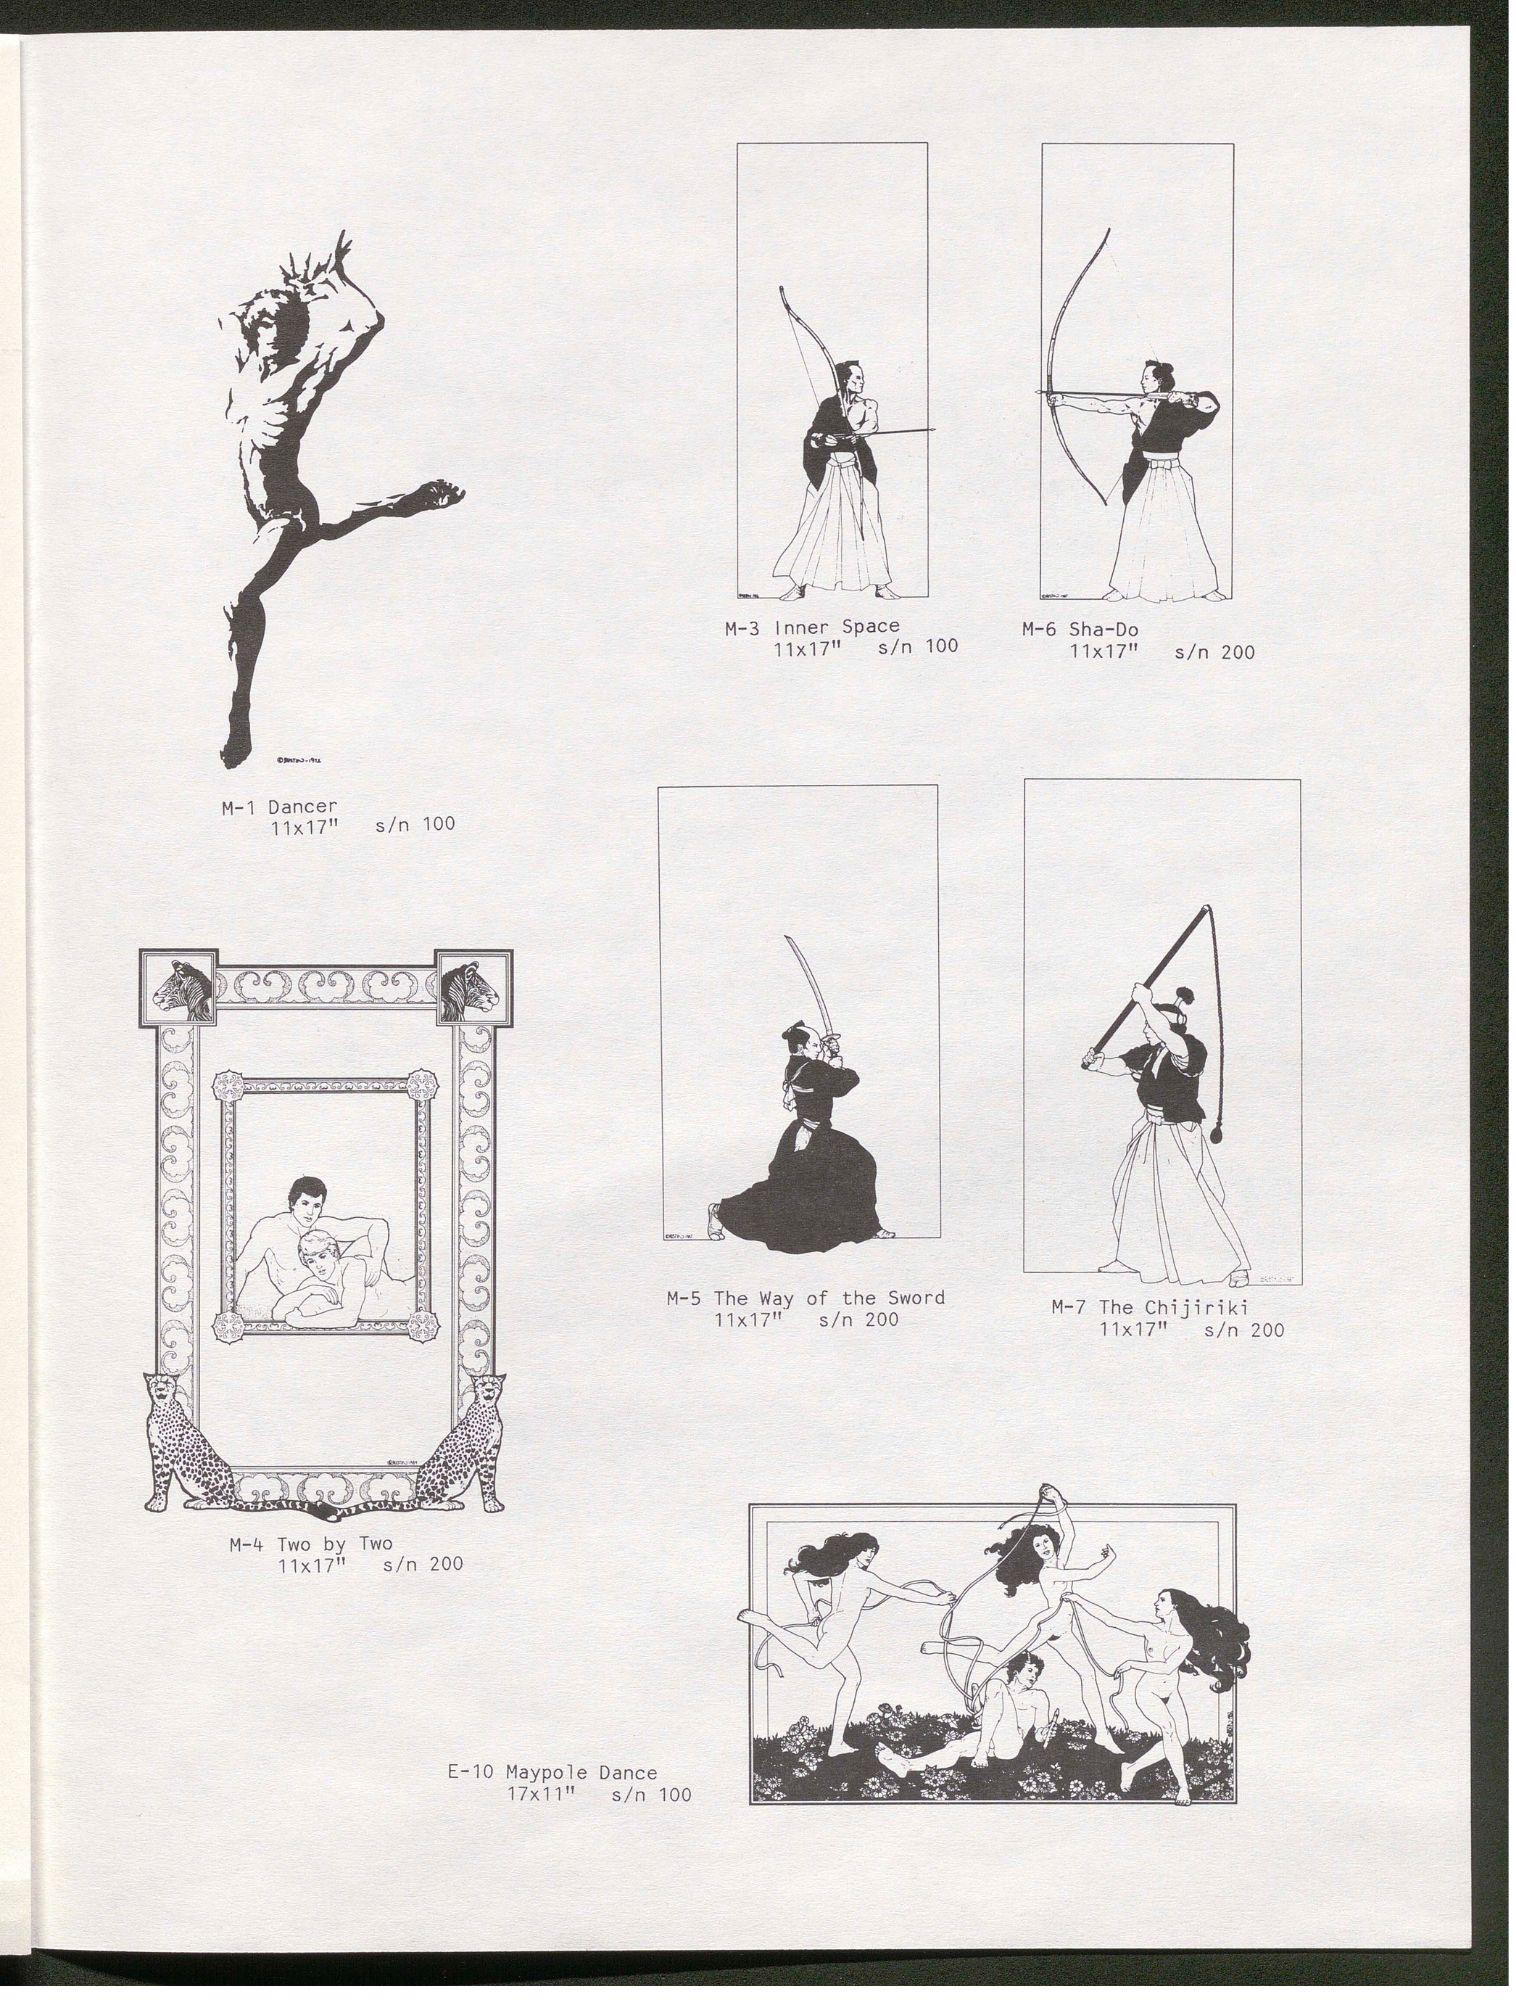 M-3 Inner Space
11x17" s/n 100
M-6 Sha-Do
11x17" s/n 200
M-1 Dancer
11x17" s/n 100
M-5 The Way of the Sword
11x17" s/n 200
M-7 The Chijiriki
11x17" s/n 200
M-4 Two by Two
11x17" s/n 200
E-10 Maypole Dance
17x11" s/n 100